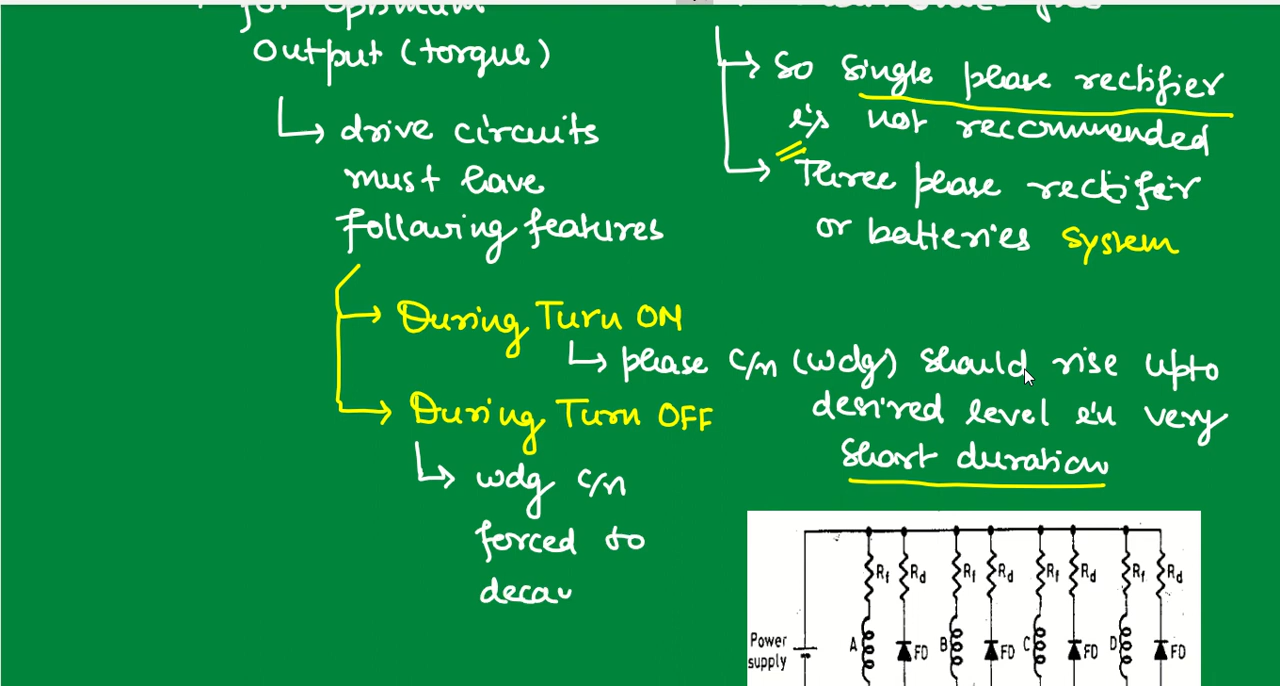 for optimum
output (torque)
↳ drive circuits
must have
following features
→ During Turn ON
↳ phase c/n (wdg) should rise upto
desired level in very
short duration
→ During Turn OFF
↳ wdg c/n
forced to
decay
→ So single phase rectifier
is not recommended
→ Three phase rectifier
or batteries system
Rf Rd Rf Rd Rf Rd Rf Rd
Power
supply
A FD B FD C FD D FD